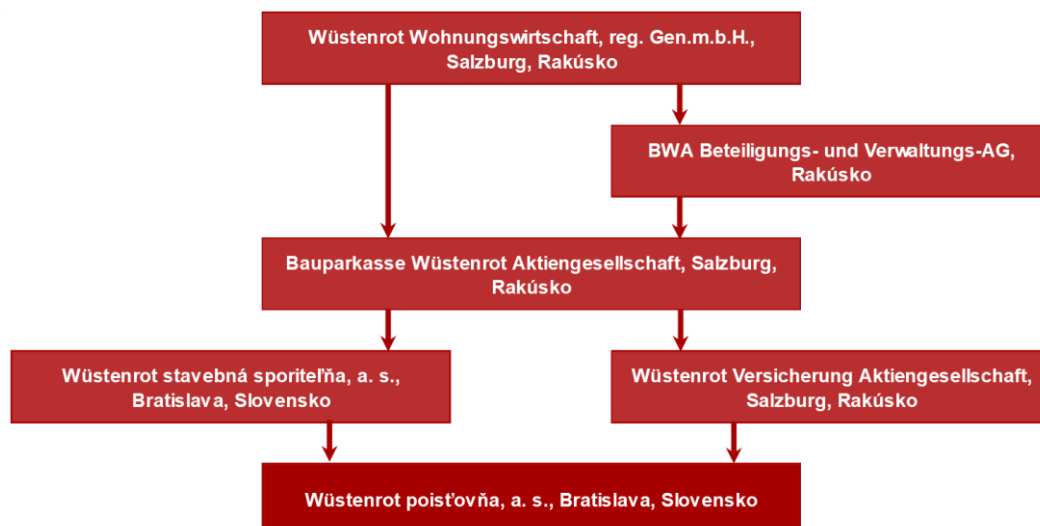 Wüstenrot Wohnungswirtschaft, reg. Gen.m.b.H.,
Salzburg, Rakúsko
BWA Beteiligungs- und Verwaltungs-AG,
Rakúsko
Bauparkasse Wüstenrot Aktiengesellschaft, Salzburg,
Rakúsko
Wüstenrot stavebná sporiteľňa, a. s.,
Bratislava, Slovensko
Wüstenrot Versicherung Aktiengesellschaft,
Salzburg, Rakúsko
Wüstenrot poisťovňa, a. s., Bratislava, Slovensko